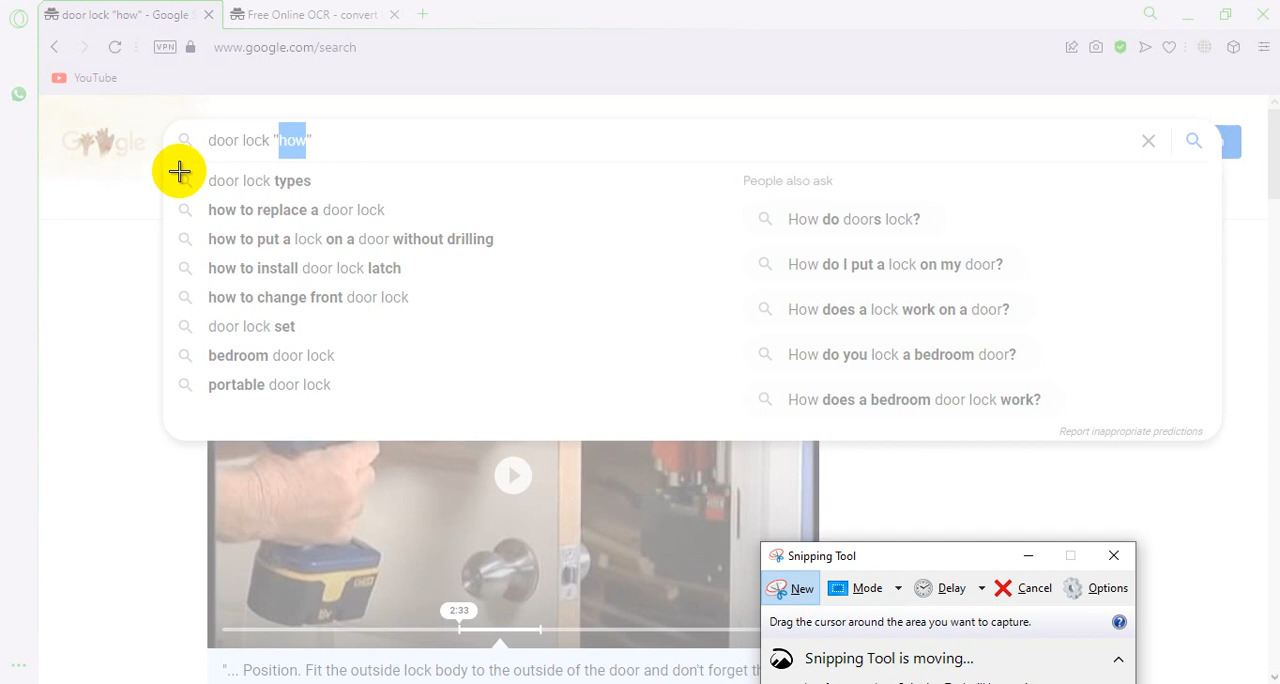 door lock "how" - Google S
Free Online OCR - convert
VPN
www.google.com/search
YouTube
Google
door lock "how"
door lock types
how to replace a door lock
how to put a lock on a door without drilling
how to install door lock latch
how to change front door lock
door lock set
bedroom door lock
portable door lock
People also ask
How do doors lock?
How do I put a lock on my door?
How does a lock work on a door?
How do you lock a bedroom door?
How does a bedroom door lock work?
Report inappropriate predictions
2:33
"... Position. Fit the outside lock body to the outside of the door and don't forget th
Snipping Tool
New
Mode
Delay
Cancel
Options
Drag the cursor around the area you want to capture.
Snipping Tool is moving...